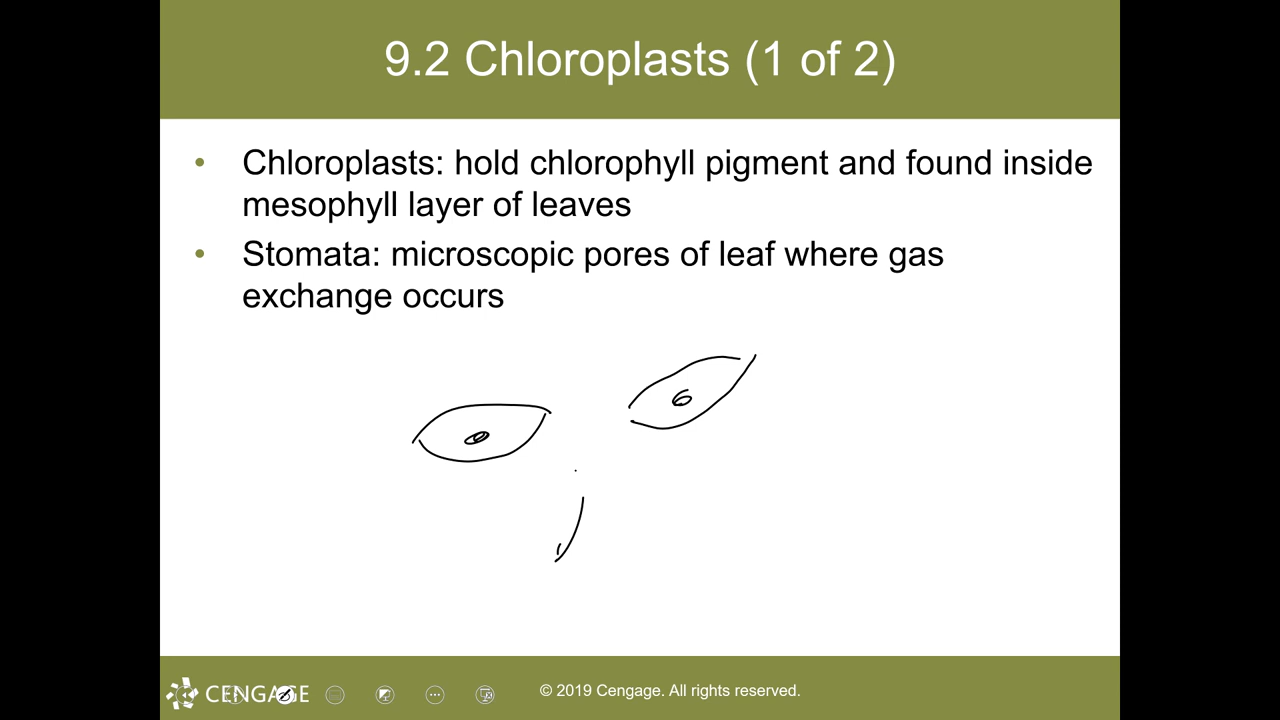 9.2 Chloroplasts (1 of 2)
• Chloroplasts: hold chlorophyll pigment and found inside
mesophyll layer of leaves
• Stomata: microscopic pores of leaf where gas
exchange occurs
CENGAGE
© 2019 Cengage. All rights reserved.